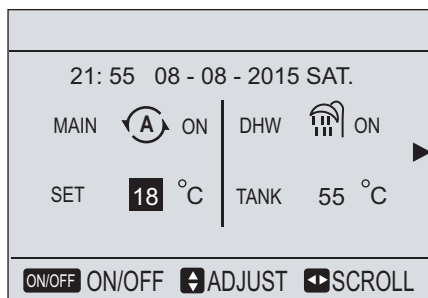 21: 55 08 - 08 - 2015 SAT.
MAIN A ON DHW ON
SET 18 °C TANK 55 °C
ON/OFF ON/OFF ADJUST SCROLL